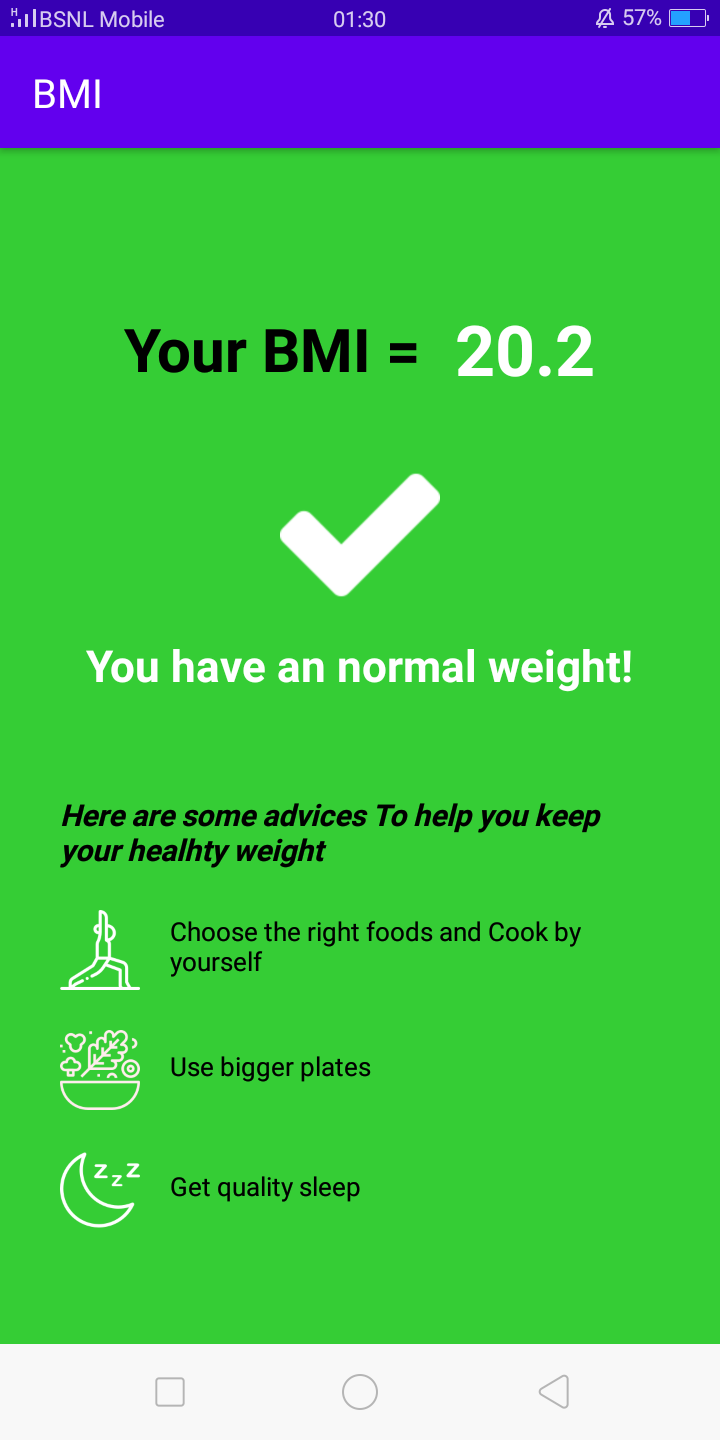 H BSNL Mobile 01:30 57%
BMI
Your BMI = 20.2
You have an normal weight!
Here are some advices To help you keep
your healhty weight
Choose the right foods and Cook by
yourself
Use bigger plates
z z z
Get quality sleep